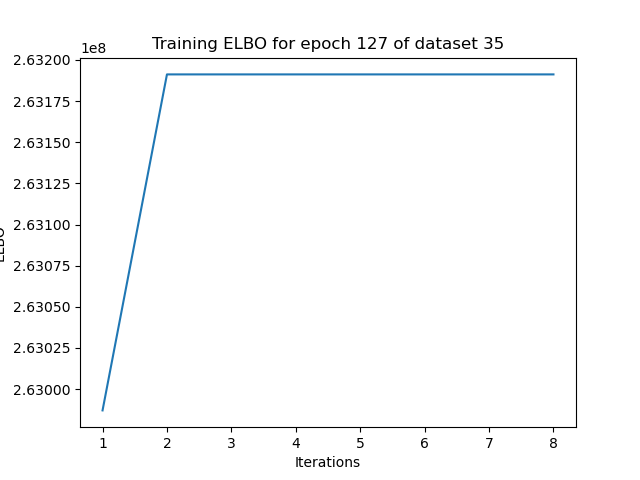 Training ELBO for epoch 127 of dataset 35
1e8
2.63200
2.63175
2.63150
2.63125
2.63100
2.63075
2.63050
2.63025
2.63000
ELBO
1 2 3 4 5 6 7 8
Iterations